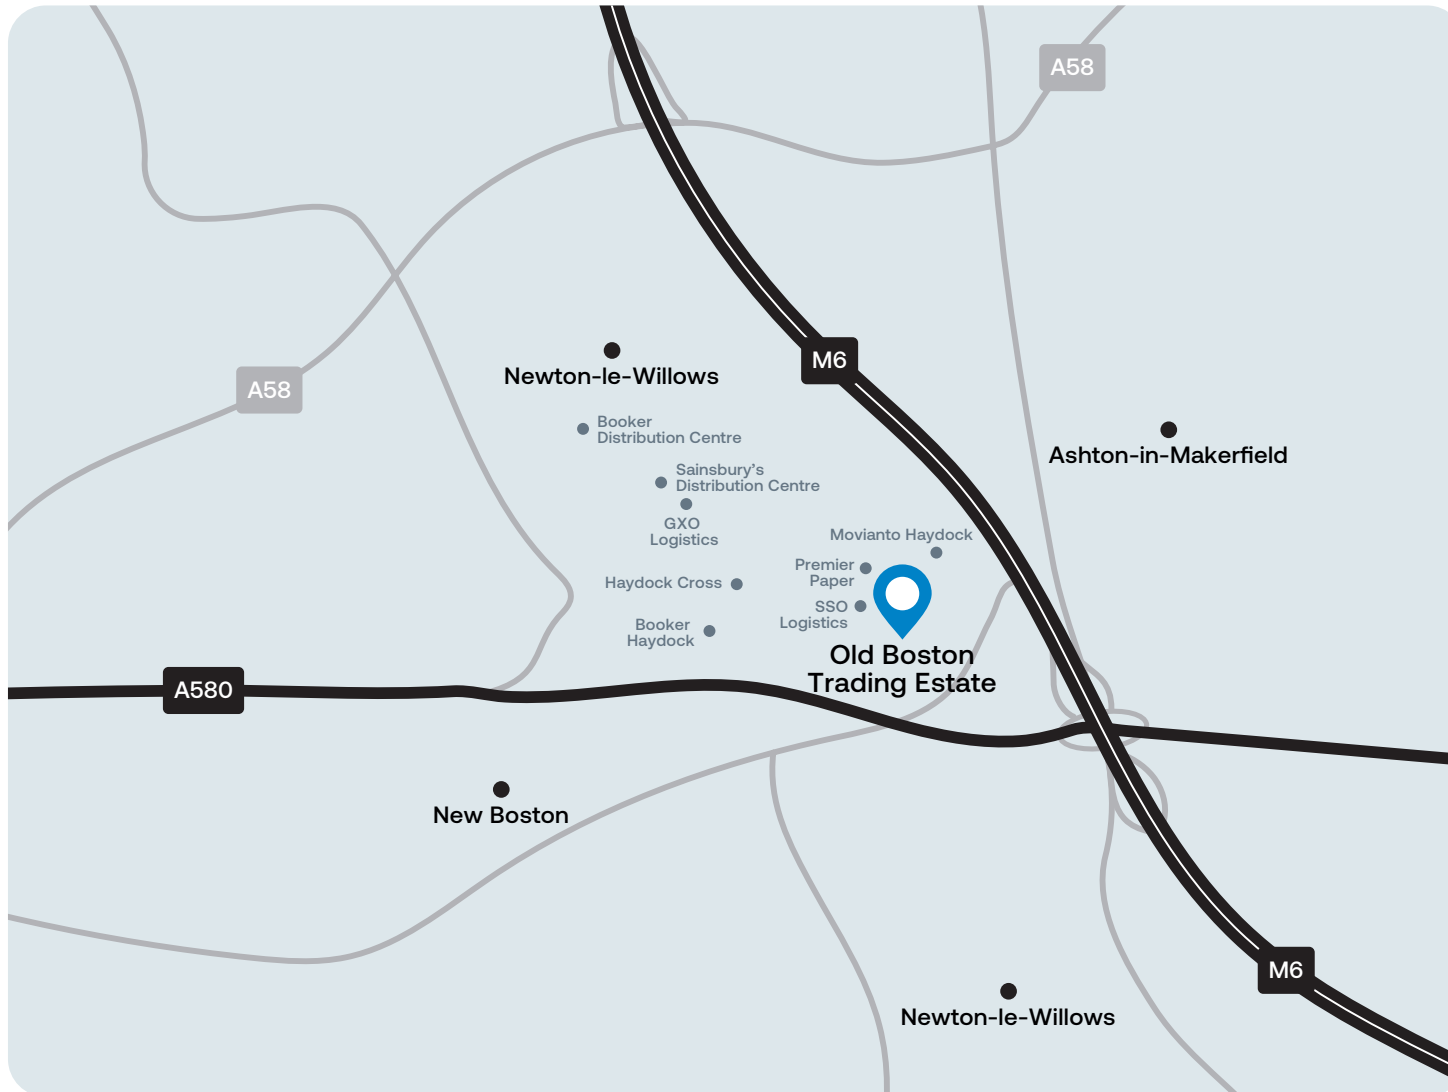 A58
M6
Newton-le-Willows
A58
Booker
Distribution Centre
Ashton-in-Makerfield
Sainsbury’s
Distribution Centre
GXO
Logistics
Movianto Haydock
Premier
Paper
Haydock Cross
SSO
Logistics
Booker
Haydock
Old Boston
Trading Estate
A580
New Boston
M6
Newton-le-Willows